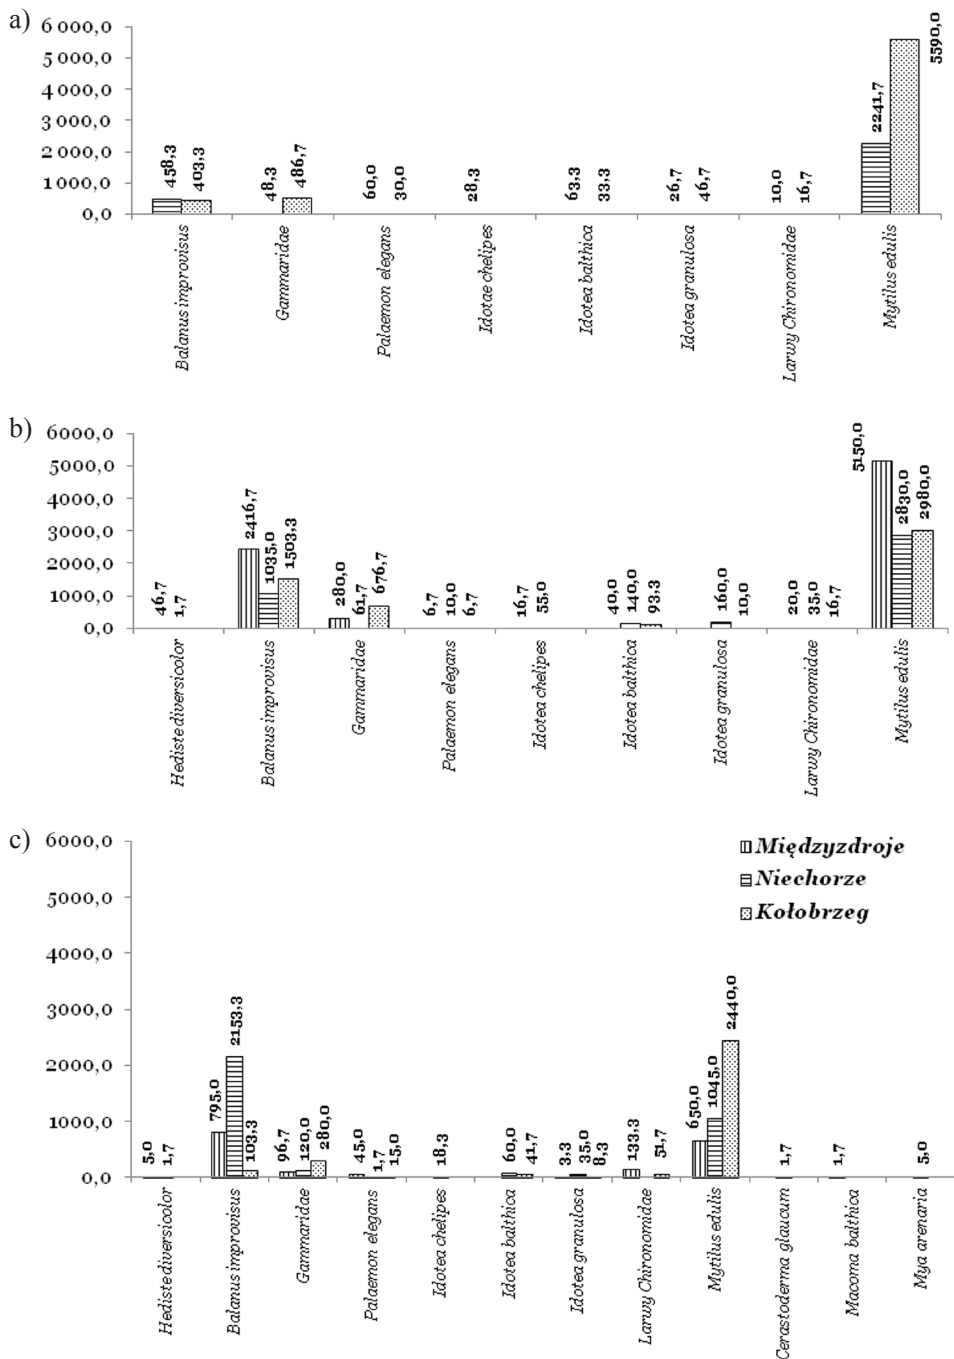 a)
6 000,0
5 000,0
4 000,0
3 000,0
2 000,0
1 000,0
0,0
458,3
403,3
48,3
486,7
60,0
30,0
28,3
63,3
33,3
26,7
46,7
10,0
16,7
2241,7
5590,0
Balanus improvisus
Gammaridae
Palaemon elegans
Idotae chelipes
Idotea balthica
Idotea granulosa
Larwy Chironomidae
Mytilus edulis
b)
6000,0
5000,0
4000,0
3000,0
2000,0
1000,0
0,0
46,7
1,7
2416,7
1035,0
1503,3
280,0
61,7
676,7
6,7
10,0
6,7
16,7
55,0
40,0
140,0
93,3
160,0
10,0
20,0
35,0
16,7
5150,0
2830,0
2980,0
Hediste diversicolor
Balanus improvisus
Gammaridae
Palaemon elegans
Idotea chelipes
Idotea balthica
Idotea granulosa
Larwy Chironomidae
Mytilus edulis
c)
6000,0
5000,0
4000,0
3000,0
2000,0
1000,0
0,0
Międzyzdroje
Niechorze
Kołobrzeg
5,0
1,7
795,0
2153,3
103,3
96,7
120,0
280,0
45,0
1,7
15,0
18,3
60,0
41,7
3,3
35,0
8,3
133,3
51,7
650,0
1045,0
2440,0
1,7
1,7
5,0
Hediste diversicolor
Balanus improvisus
Gammaridae
Palaemon elegans
Idotea chelipes
Idotea balthica
Idotea granulosa
Larwy Chironomidae
Mytilus edulis
Cerastoderma glaucum
Macoma balthica
Mya arenaria